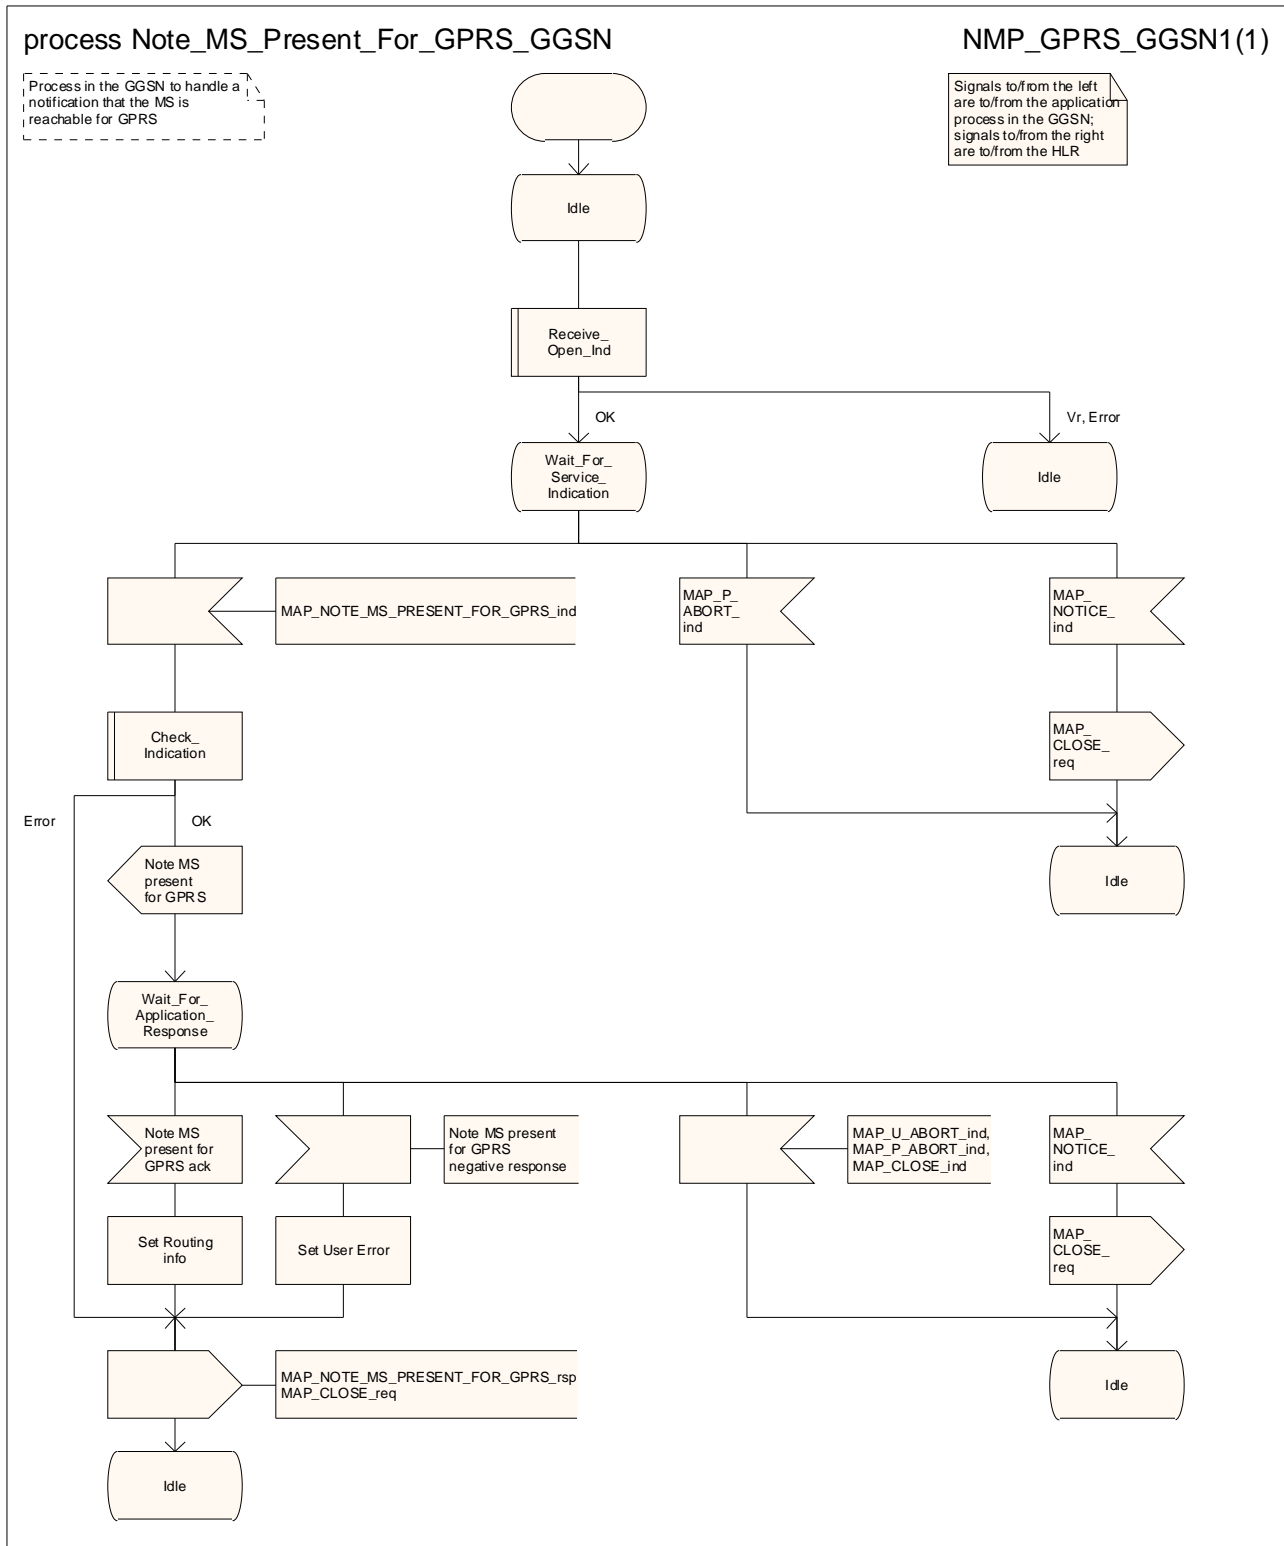 process Note_MS_Present_For_GPRS_GGSN
NMP_GPRS_GGSN1(1)
Process in the GGSN to handle a
notification that the MS is
reachable for GPRS
Signals to/from the left
are to/from the application
process in the GGSN;
signals to/from the right
are to/from the HLR
Idle
Receive_
Open_Ind
OK
Vr, Error
Wait_For_
Service_
Indication
Idle
MAP_NOTE_MS_PRESENT_FOR_GPRS_ind
MAP_P_
ABORT_
ind
MAP_
NOTICE_
ind
Check_
Indication
MAP_
CLOSE_
req
Error
OK
Note MS
present
for GPRS
Idle
Wait_For_
Application_
Response
Note MS
present for
GPRS ack
Note MS present
for GPRS
negative response
MAP_U_ABORT_ind,
MAP_P_ABORT_ind,
MAP_CLOSE_ind
MAP_
NOTICE_
ind
Set Routing
info
Set User Error
MAP_
CLOSE_
req
MAP_NOTE_MS_PRESENT_FOR_GPRS_rsp
MAP_CLOSE_req
Idle
Idle